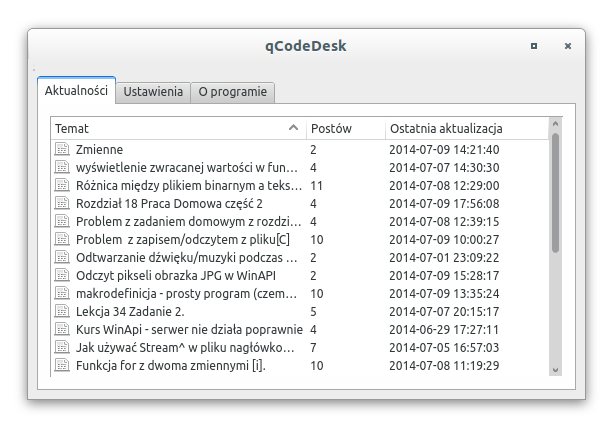 qCodeDesk
Aktualności Ustawienia O programie
Temat Postów Ostatnia aktualizacja
Zmienne 2 2014-07-09 14:21:40
wyświetlenie zwracanej wartości w fun... 4 2014-07-07 14:30:30
Różnica między plikiem binarnym a teks... 11 2014-07-08 12:29:00
Rozdział 18 Praca Domowa część 2 4 2014-07-09 17:56:08
Problem z zadaniem domowym z rozdzi... 4 2014-07-08 12:39:15
Problem  z zapisem/odczytem z pliku[C] 10 2014-07-09 10:00:27
Odtwarzanie dźwięku/muzyki podczas ... 2 2014-07-01 23:09:22
Odczyt pikseli obrazka JPG w WinAPI 2 2014-07-09 15:28:17
makrodefinicja - prosty program (czem... 10 2014-07-09 13:35:24
Lekcja 34 Zadanie 2. 5 2014-07-07 20:15:17
Kurs WinApi - serwer nie działa poprawnie 4 2014-06-29 17:27:11
Jak używać Stream^ w pliku nagłówko... 7 2014-07-05 16:57:03
Funkcja for z dwoma zmiennymi [i]. 10 2014-07-08 11:19:29